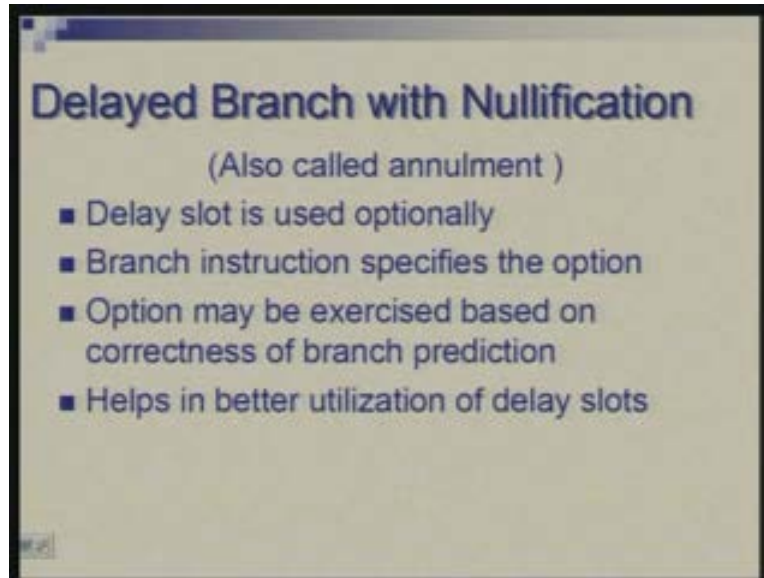 Delayed Branch with Nullification
(Also called annulment )
■ Delay slot is used optionally
■ Branch instruction specifies the option
■ Option may be exercised based on
correctness of branch prediction
■ Helps in better utilization of delay slots